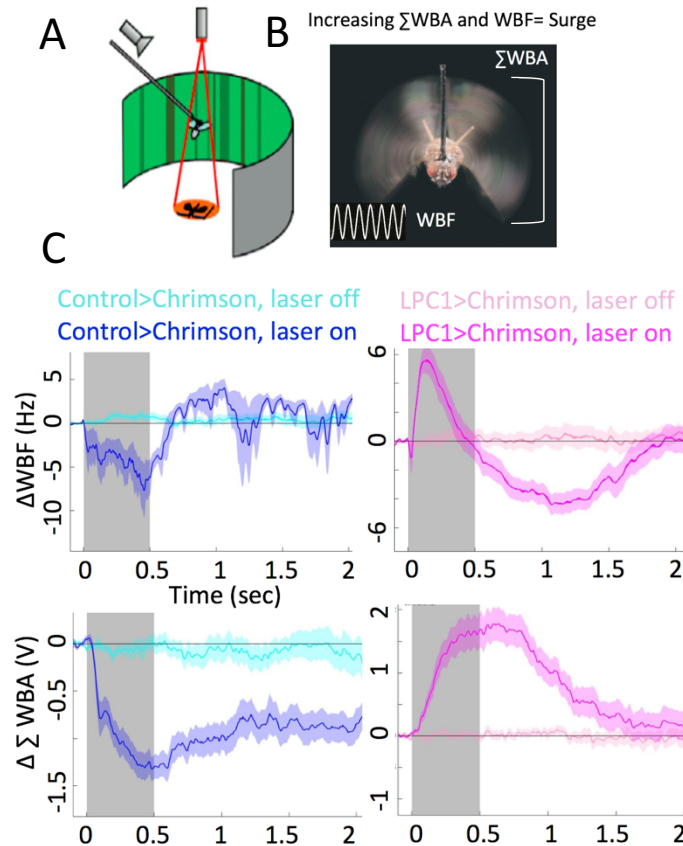 A
B
Increasing ∑WBA and WBF= Surge
∑WBA
WBF
C
Control>Chrimson, laser off
Control>Chrimson, laser on
LPC1>Chrimson, laser off
LPC1>Chrimson, laser on
ΔWBF (Hz)
5
0
-5
-10
0 0.5 1 1.5 2
Time (sec)
6
0
-6
0 0.5 1 1.5 2
Δ ∑ WBA (V)
0
-0.5
-1.5
0 0.5 1 1.5 2
2
1
0
-1
0 0.5 1 1.5 2